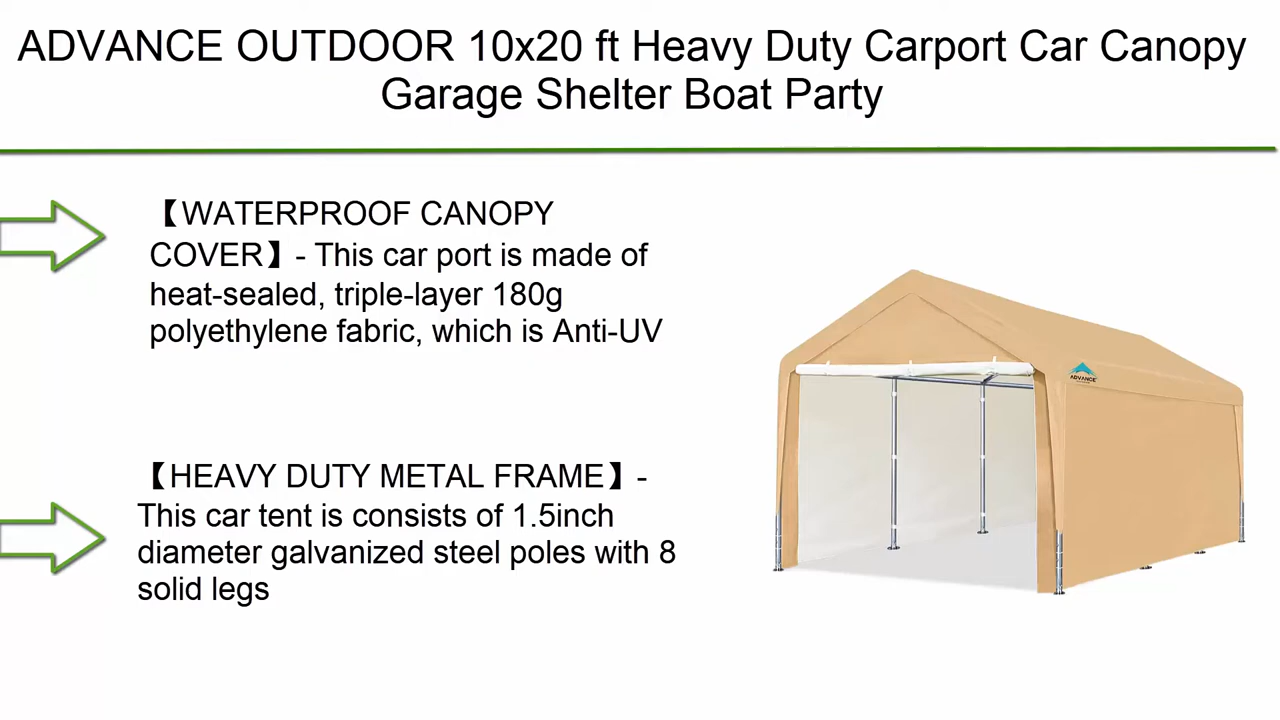 ADVANCE OUTDOOR 10x20 ft Heavy Duty Carport Car Canopy
Garage Shelter Boat Party
【WATERPROOF CANOPY
COVER】- This car port is made of
heat-sealed, triple-layer 180g
polyethylene fabric, which is Anti-UV
【HEAVY DUTY METAL FRAME】-
This car tent is consists of 1.5inch
diameter galvanized steel poles with 8
solid legs
ADVANCE